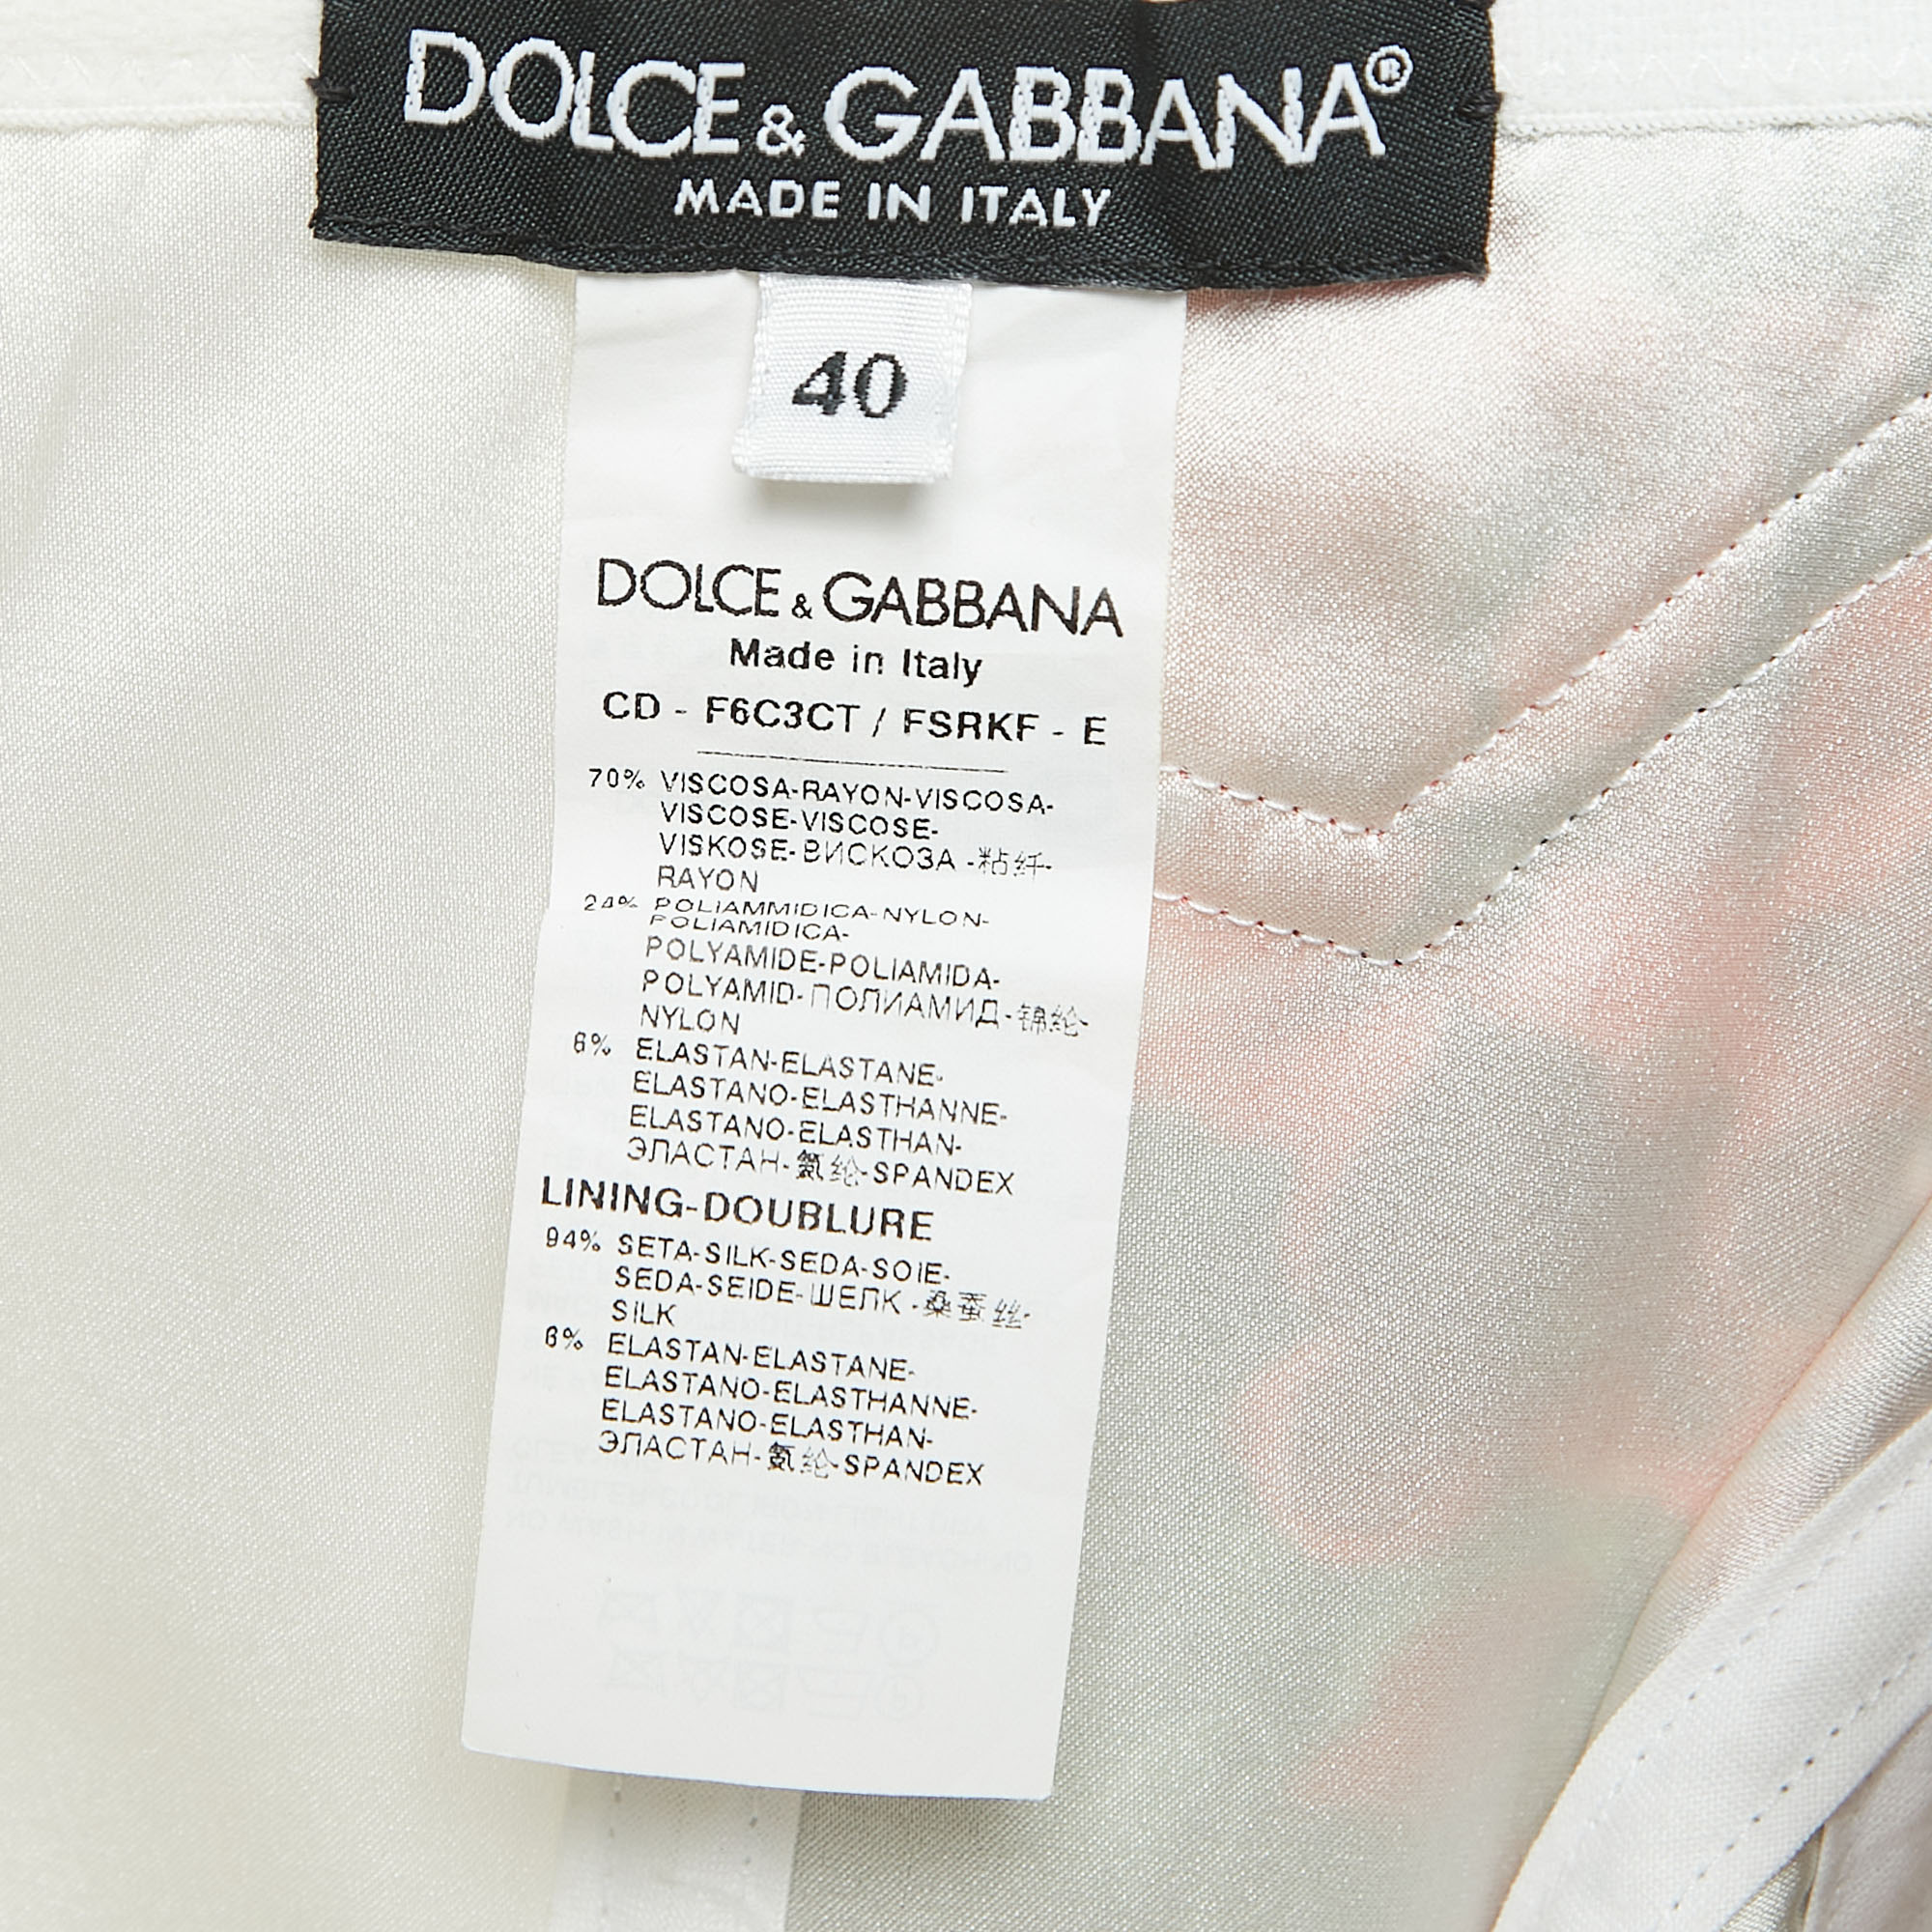 DOLCE & GABBANA®
MADE IN ITALY
40
DOLCE & GABBANA
Made in Italy
CD - F6C3CT / FSRKF - E
70% VISCOSA-RAYON-VISCOSA-
VISCOSE-VISCOSE-
VISKOSE-ВИСКОЗА -粘纤-
RAYON
24% POLIAMMIDICA-NYLON-
POLIAMIDICA-
POLYAMIDE-POLIAMIDA-
POLYAMID-ПОЛИАМИД-锦纶-
NYLON
6% ELASTAN-ELASTANE-
ELASTANO-ELASTHANNE-
ELASTANO-ELASTHAN-
ЭЛАСТАН-氨纶-SPANDEX
LINING-DOUBLURE
94% SETA-SILK-SEDA-SOIE-
SEDA-SEIDE-ШЕЛК -桑蚕丝-
SILK
6% ELASTAN-ELASTANE-
ELASTANO-ELASTHANNE-
ELASTANO-ELASTHAN-
ЭЛАСТАН-氨纶-SPANDEX